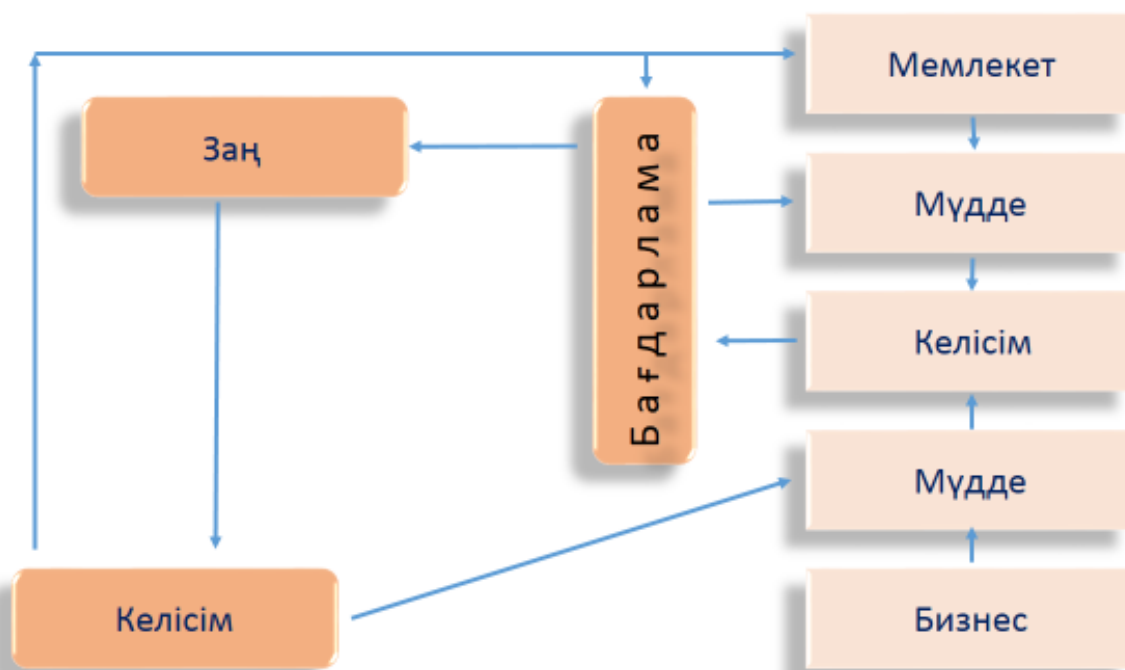 Мемлекет
Заң
Бағдарлама
Мүдде
Келісім
Мүдде
Келісім
Бизнес